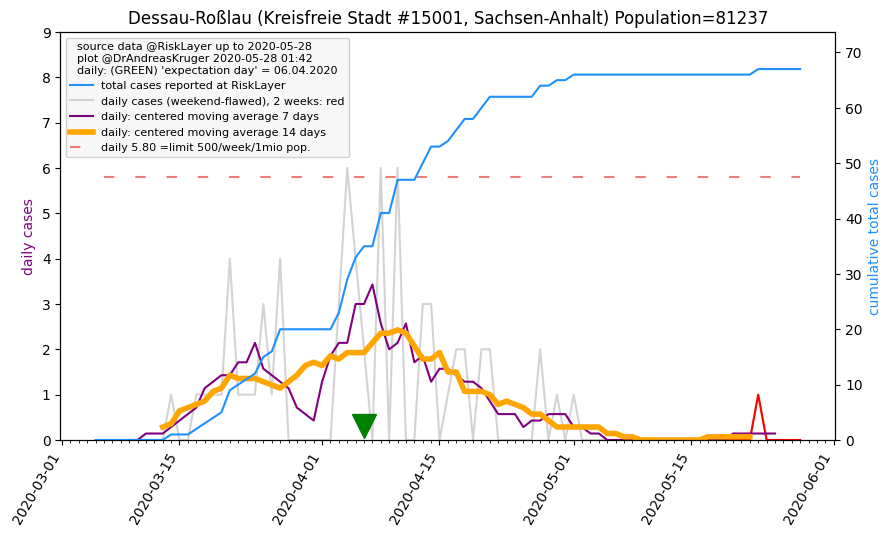 Dessau-Roßlau (Kreisfreie Stadt #15001, Sachsen-Anhalt) Population=81237
source data @RiskLayer up to 2020-05-28
plot @DrAndreasKruger 2020-05-28 01:42
daily: (GREEN) 'expectation day' = 06.04.2020
total cases reported at RiskLayer
daily cases (weekend-flawed), 2 weeks: red
daily: centered moving average 7 days
daily: centered moving average 14 days
daily 5.80 =limit 500/week/1mio pop.
daily cases
9
8
7
6
5
4
3
2
1
0
70
60
50
40
30
20
10
0
cumulative total cases
2020-03-01
2020-03-15
2020-04-01
2020-04-15
2020-05-01
2020-05-15
2020-06-01